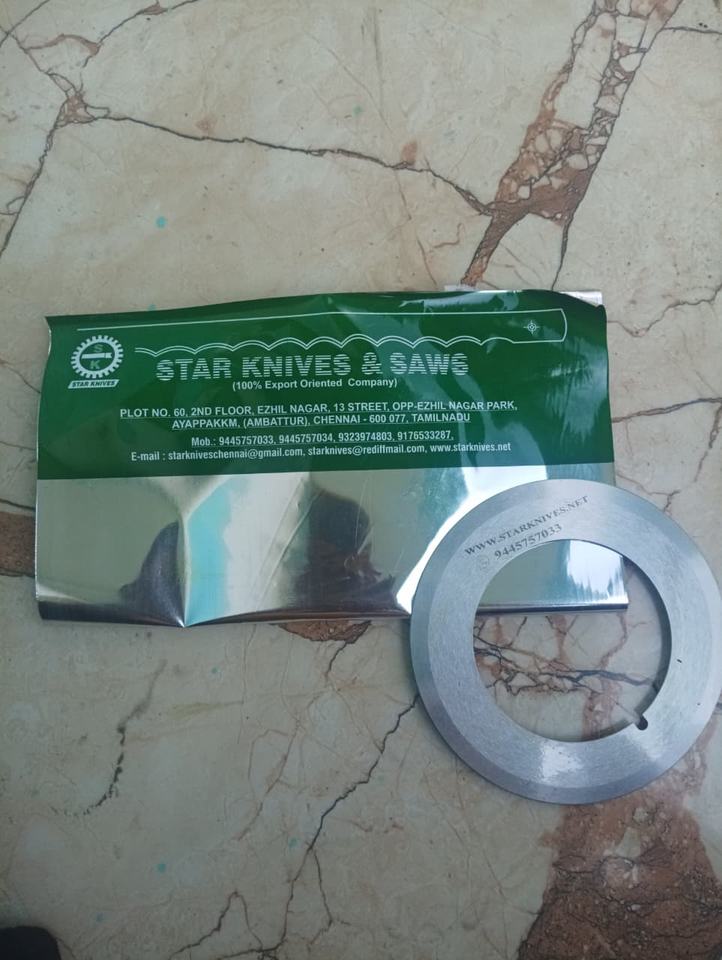 S
K
STAR KNIVES
STAR KNIVES & SAWS
(100% Export Oriented Company)
PLOT NO. 60, 2ND FLOOR, EZHIL NAGAR, 13 STREET, OPP-EZHIL NAGAR PARK,
AYAPPAKKM, (AMBATTUR), CHENNAI - 600 077, TAMILNADU
Mob.: 9445757033, 9445757034, 9323974803, 9176533287,
E-mail : starkniveschennai@gmail.com, starknives@rediffmail.com, www.starknives.net
WWW.STARKNIVES.NET
9445757033